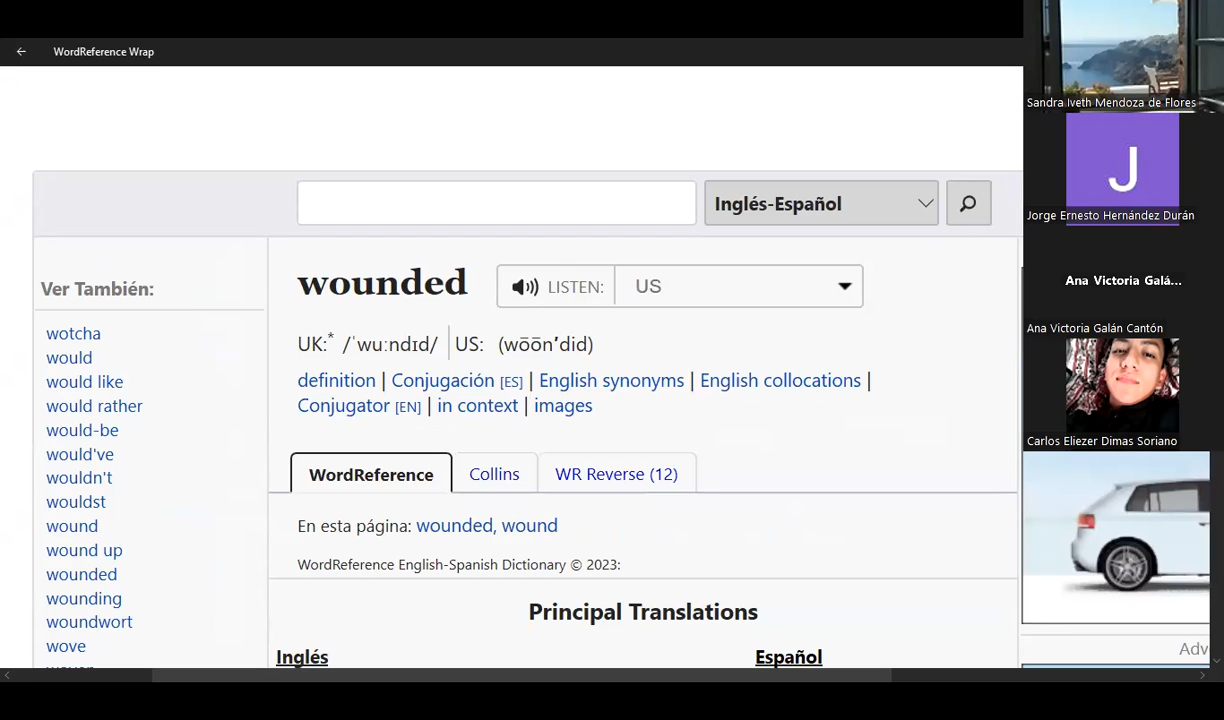 WordReference Wrap
Inglés-Español
Ver También:
wotcha
would
would like
would rather
would-be
would've
wouldn't
wouldst
wound
wound up
wounded
wounding
woundwort
wove
wounded
LISTEN:
US
UK:* /ˈwuːndɪd/ US: (wo͞onʹdid)
definition | Conjugación [ES] | English synonyms | English collocations |
Conjugator [EN] | in context | images
WordReference
Collins
WR Reverse (12)
En esta página: wounded, wound
WordReference English-Spanish Dictionary © 2023:
Principal Translations
Inglés
Español
Sandra Iveth Mendoza de Flores
J
Jorge Ernesto Hernández Durán
Ana Victoria Galá...
Ana Victoria Galán Cantón
Carlos Eliezer Dimas Soriano
Adv